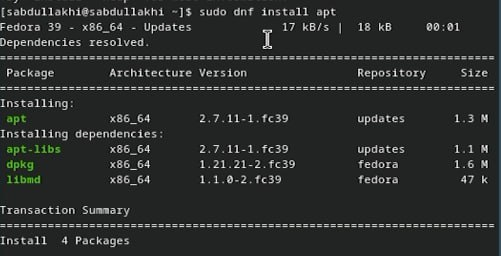 [sabdullakhi@sabdullakhi ~]$ sudo dnf install apt
Fedora 39 - x86_64 - Updates 17 kB/s | 18 kB 00:01
Dependencies resolved.
================================================================
Package Architecture Version Repository Size
================================================================
Installing:
apt x86_64 2.7.11-1.fc39 updates 1.3 M
Installing dependencies:
apt-libs x86_64 2.7.11-1.fc39 updates 1.1 M
dpkg x86_64 1.21.21-2.fc39 fedora 1.6 M
libmd x86_64 1.1.0-2.fc39 fedora 47 k
Transaction Summary
================================================================
Install 4 Packages